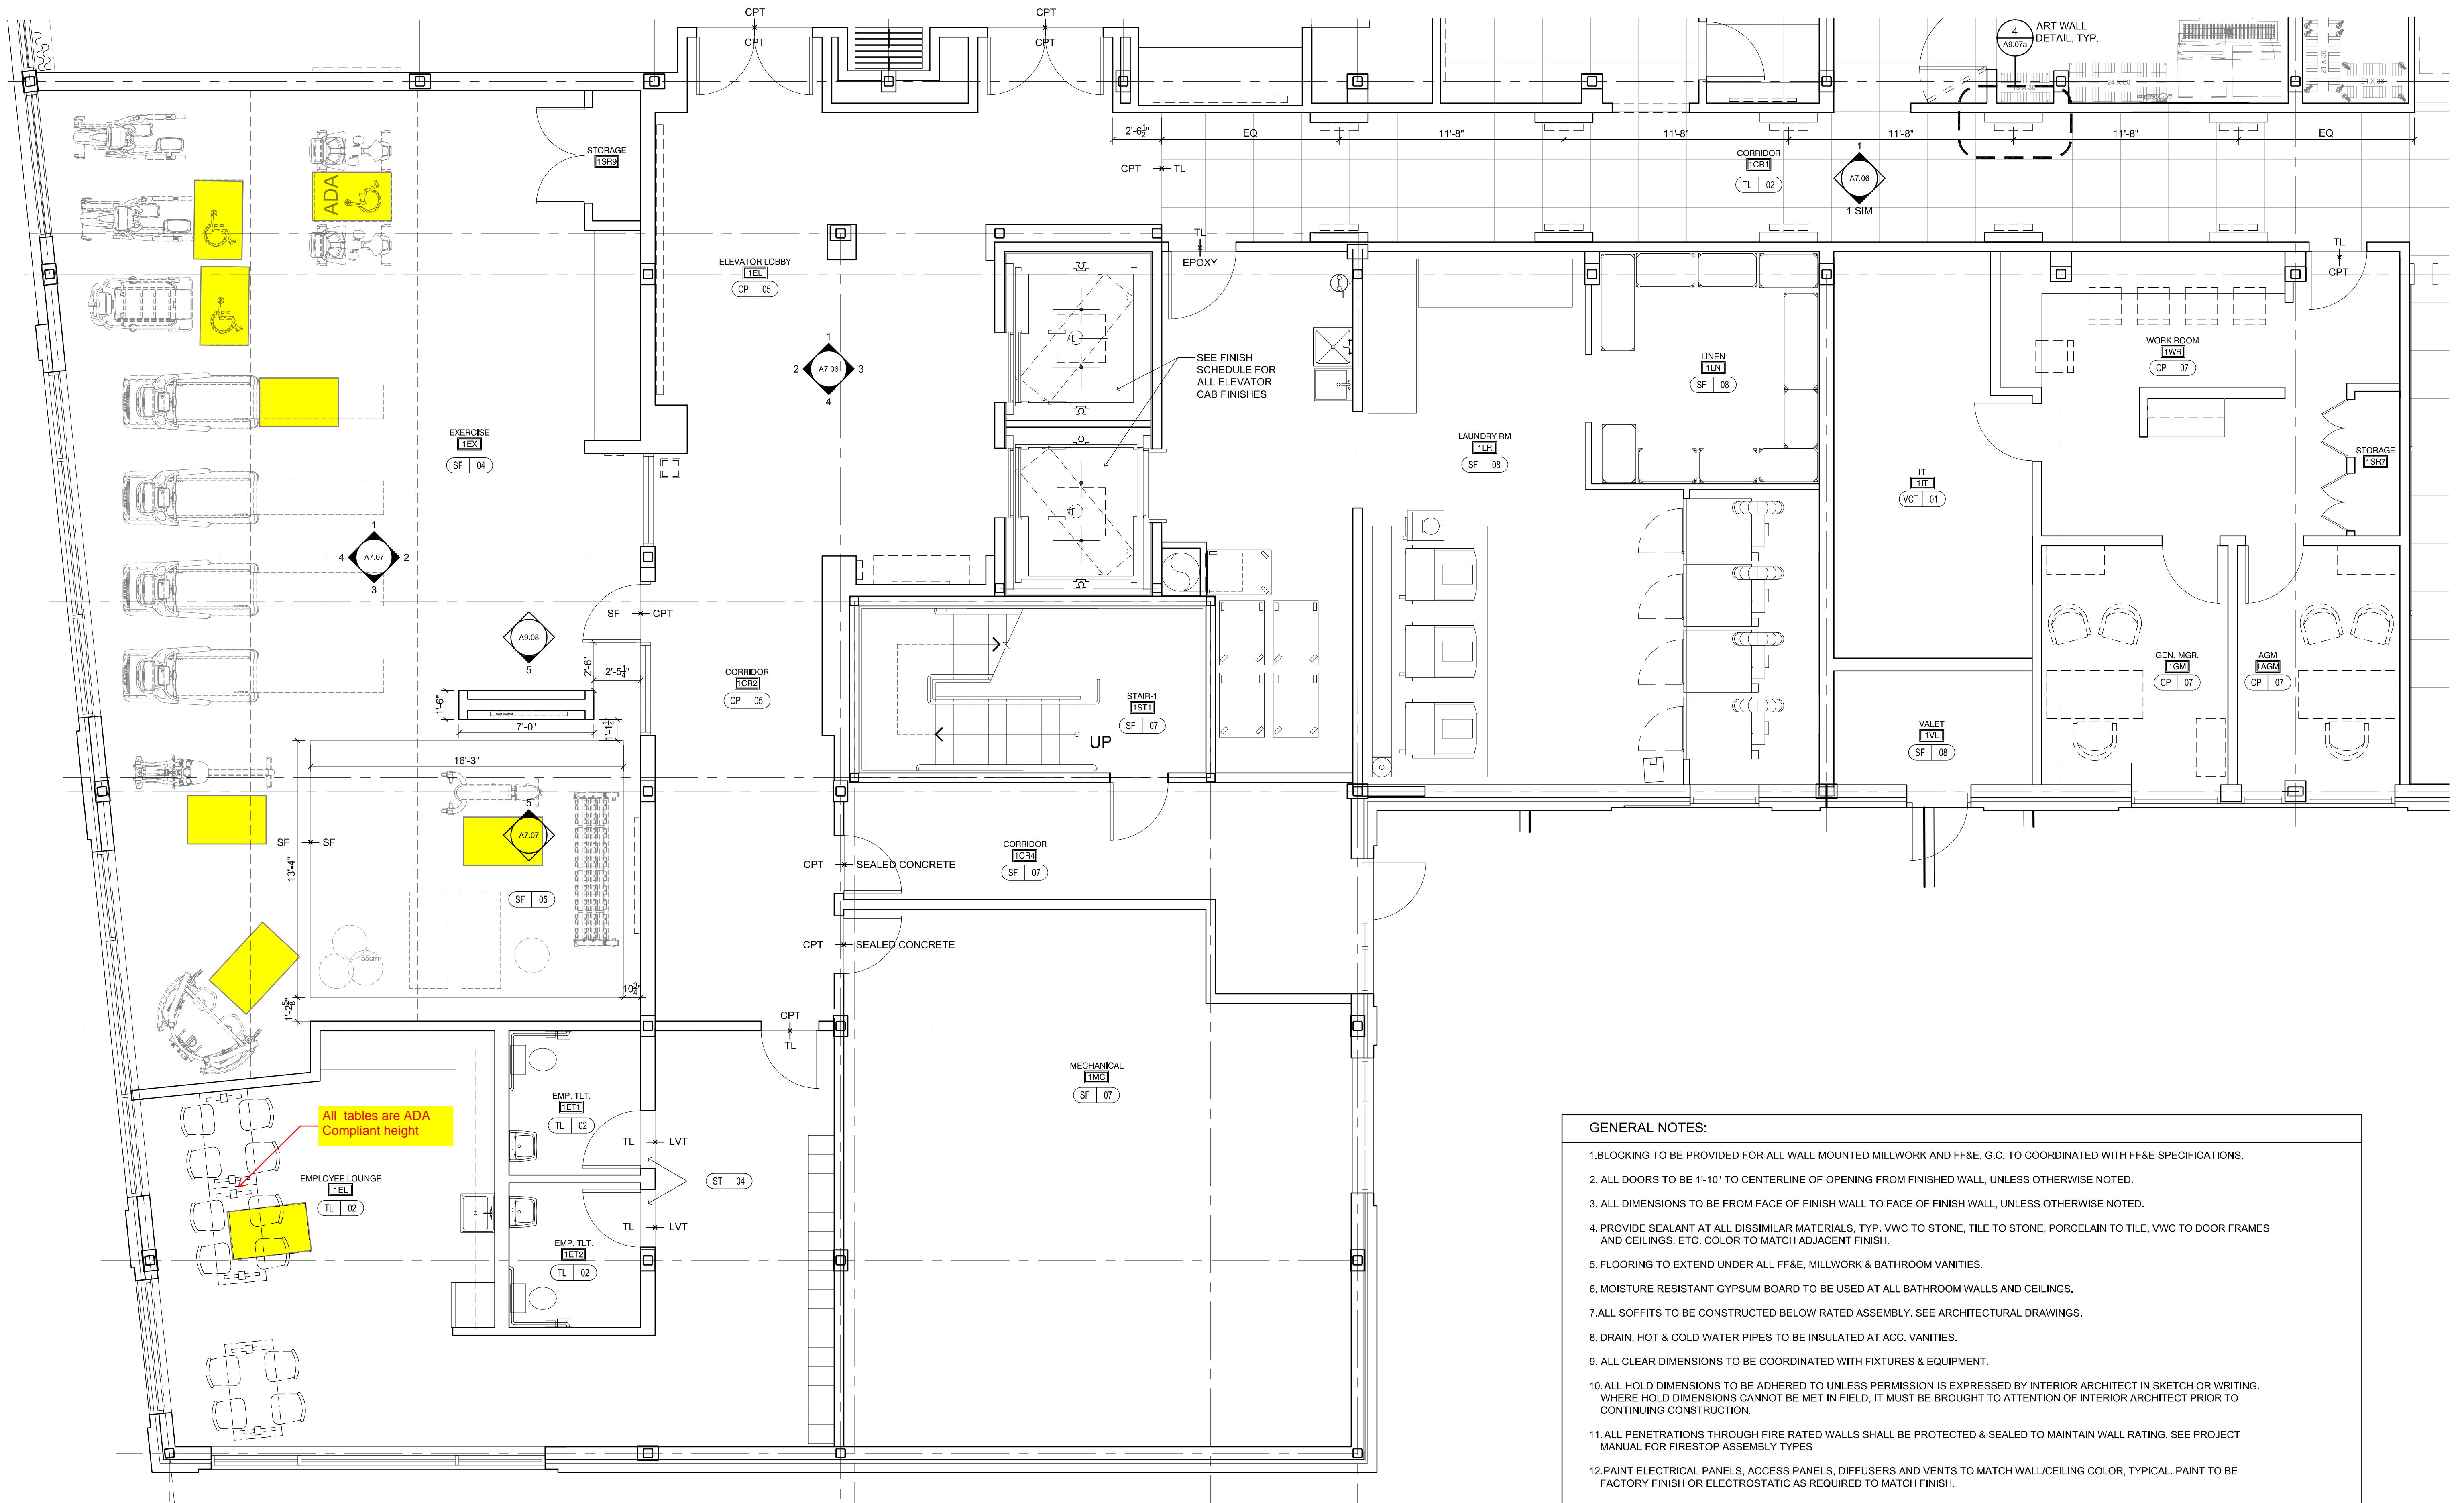 CPT
CPT
CPT
CPT
4
A9.07a
ART WALL
DETAIL, TYP.
24 X 60
21 X 36
21 X 36
2'-6½"
EQ
11'-8"
11'-8"
11'-8"
11'-8"
EQ
STORAGE
1SR9
ADA
CPT
TL
CORRIDOR
1CR1
TL 02
1
A7.06
1 SIM
TL
EPOXY
TL
CPT
ELEVATOR LOBBY
1EL
CP 05
1
2
A7.06
3
4
SEE FINISH
SCHEDULE FOR
ALL ELEVATOR
CAB FINISHES
LINEN
1LN
SF 08
WORK ROOM
1WR
CP 07
EXERCISE
1EX
SF 04
LAUNDRY RM
1LR
SF 08
IT
1IT
VCT 01
STORAGE
1SR7
1
4
A7.07
2
3
SF
CPT
A9.08
5
2'-6"
2'-5¼"
1'-6"
7'-0"
1'-1¼"
CORRIDOR
1CR2
CP 05
STAIR-1
1ST1
SF 07
UP
GEN. MGR.
1GM
CP 07
AGM
1AGM
CP 07
VALET
1VL
SF 08
16'-3"
5
A7.07
SF
SF
13'-4"
SF 05
55cm
10¾"
1'-2⅝"
CPT
SEALED CONCRETE
CORRIDOR
1CR4
SF 07
CPT
SEALED CONCRETE
CPT
TL
MECHANICAL
1MC
SF 07
All tables are ADA
Compliant height
EMP. TLT.
1ET1
TL 02
TL
LVT
EMPLOYEE LOUNGE
1EL
TL 02
ST 04
TL
LVT
EMP. TLT.
1ET2
TL 02
GENERAL NOTES:
1.BLOCKING TO BE PROVIDED FOR ALL WALL MOUNTED MILLWORK AND FF&E, G.C. TO COORDINATED WITH FF&E SPECIFICATIONS.
2. ALL DOORS TO BE 1'-10" TO CENTERLINE OF OPENING FROM FINISHED WALL, UNLESS OTHERWISE NOTED.
3. ALL DIMENSIONS TO BE FROM FACE OF FINISH WALL TO FACE OF FINISH WALL, UNLESS OTHERWISE NOTED.
4. PROVIDE SEALANT AT ALL DISSIMILAR MATERIALS, TYP. VWC TO STONE, TILE TO STONE, PORCELAIN TO TILE, VWC TO DOOR FRAMES
AND CEILINGS, ETC. COLOR TO MATCH ADJACENT FINISH.
5. FLOORING TO EXTEND UNDER ALL FF&E, MILLWORK & BATHROOM VANITIES.
6. MOISTURE RESISTANT GYPSUM BOARD TO BE USED AT ALL BATHROOM WALLS AND CEILINGS.
7.ALL SOFFITS TO BE CONSTRUCTED BELOW RATED ASSEMBLY. SEE ARCHITECTURAL DRAWINGS.
8. DRAIN, HOT & COLD WATER PIPES TO BE INSULATED AT ACC. VANITIES.
9. ALL CLEAR DIMENSIONS TO BE COORDINATED WITH FIXTURES & EQUIPMENT.
10. ALL HOLD DIMENSIONS TO BE ADHERED TO UNLESS PERMISSION IS EXPRESSED BY INTERIOR ARCHITECT IN SKETCH OR WRITING.
WHERE HOLD DIMENSIONS CANNOT BE MET IN FIELD, IT MUST BE BROUGHT TO ATTENTION OF INTERIOR ARCHITECT PRIOR TO
CONTINUING CONSTRUCTION.
11. ALL PENETRATIONS THROUGH FIRE RATED WALLS SHALL BE PROTECTED & SEALED TO MAINTAIN WALL RATING. SEE PROJECT
MANUAL FOR FIRESTOP ASSEMBLY TYPES
12.PAINT ELECTRICAL PANELS, ACCESS PANELS, DIFFUSERS AND VENTS TO MATCH WALL/CEILING COLOR, TYPICAL. PAINT TO BE
FACTORY FINISH OR ELECTROSTATIC AS REQUIRED TO MATCH FINISH.